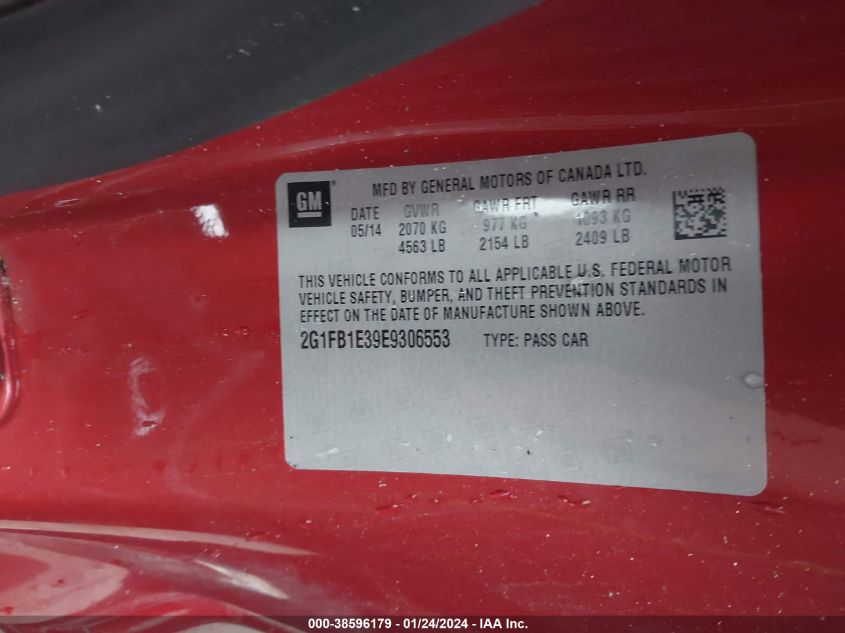 GM
MFD BY GENERAL MOTORS OF CANADA LTD.
DATE GVWR GAWR FRT GAWR RR
05/14 2070 KG 977 KG 1093 KG
4563 LB 2154 LB 2409 LB
THIS VEHICLE CONFORMS TO ALL APPLICABLE U.S. FEDERAL MOTOR
VEHICLE SAFETY, BUMPER, AND THEFT PREVENTION STANDARDS IN
EFFECT ON THE DATE OF MANUFACTURE SHOWN ABOVE.
2G1FB1E39E9306553 TYPE: PASS CAR
000-38596179 - 01/24/2024 - IAA Inc.